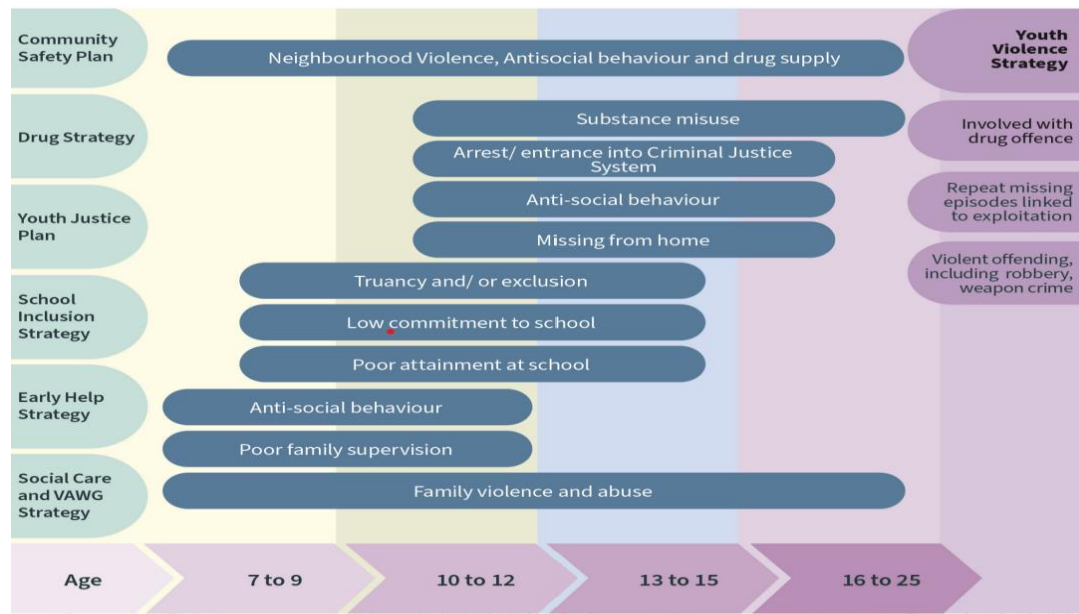 Community
Safety Plan
Neighbourhood Violence, Antisocial behaviour and drug supply
Youth
Violence
Strategy
Drug Strategy
Substance misuse
Arrest/ entrance into Criminal Justice
System
Involved with
drug offence
Youth Justice
Plan
Anti-social behaviour
Missing from home
Repeat missing
episodes linked
to exploitation
Violent offending,
including robbery,
weapon crime
School
Inclusion
Strategy
Truancy and/ or exclusion
Low commitment to school
Poor attainment at school
Early Help
Strategy
Anti-social behaviour
Poor family supervision
Social Care
and VAWG
Strategy
Family violence and abuse
Age
7 to 9
10 to 12
13 to 15
16 to 25